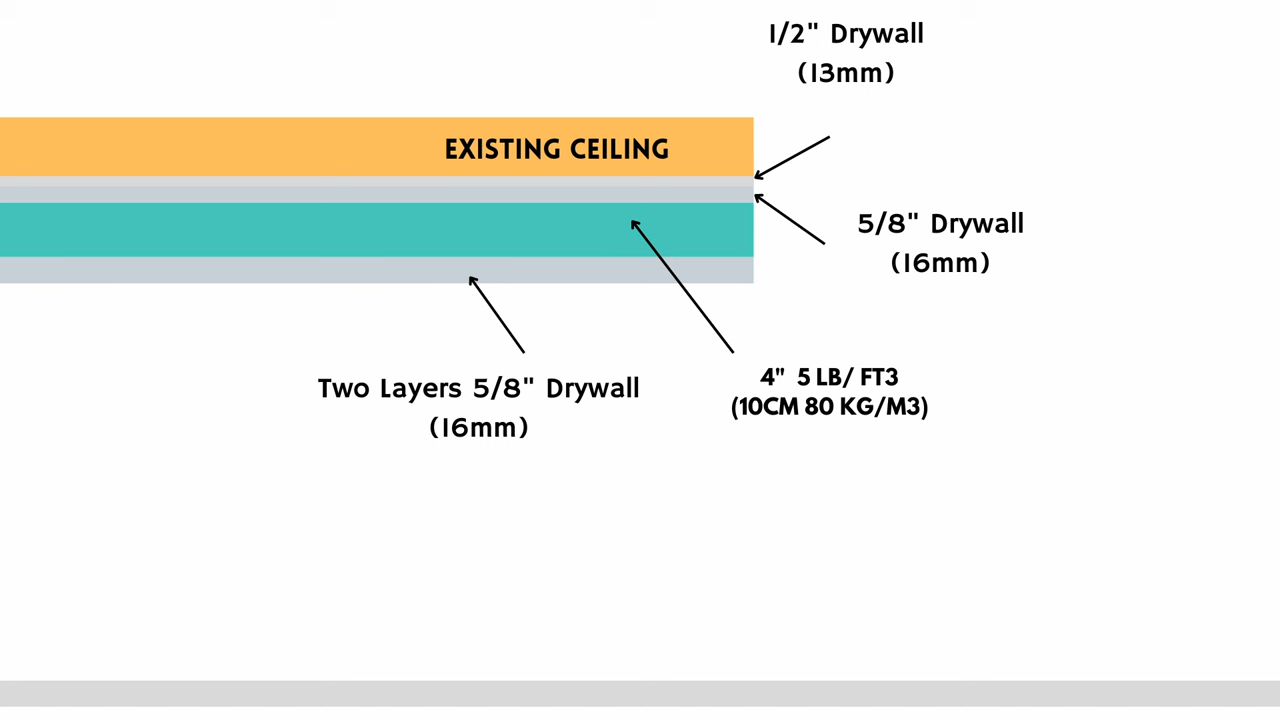 1/2" Drywall
(13mm)
EXISTING CEILING
5/8" Drywall
(16mm)
Two Layers 5/8" Drywall
(16mm)
4" 5 LB/ FT3
(10CM 80 KG/M3)